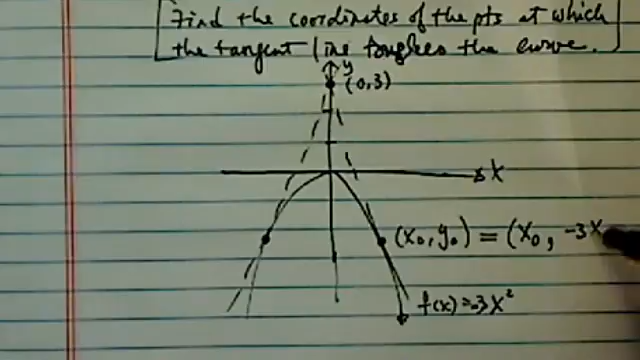 Find the coordinates of the pts at which
the tangent line touches the curve.
y
(0,3)
x
(x₀, y₀) = (x₀, -3x
f(x) = -3x²